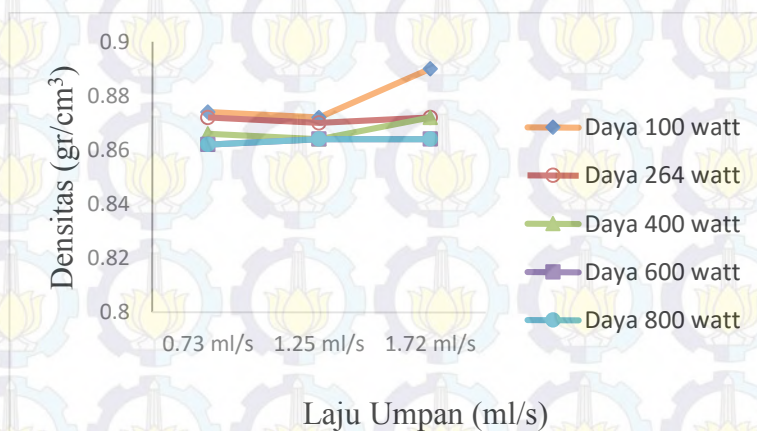 Densitas (gr/cm³)
0.9
0.88
0.86
0.84
0.82
0.8
0.73 ml/s 1.25 ml/s 1.72 ml/s
Laju Umpan (ml/s)
Daya 100 watt
Daya 264 watt
Daya 400 watt
Daya 600 watt
Daya 800 watt